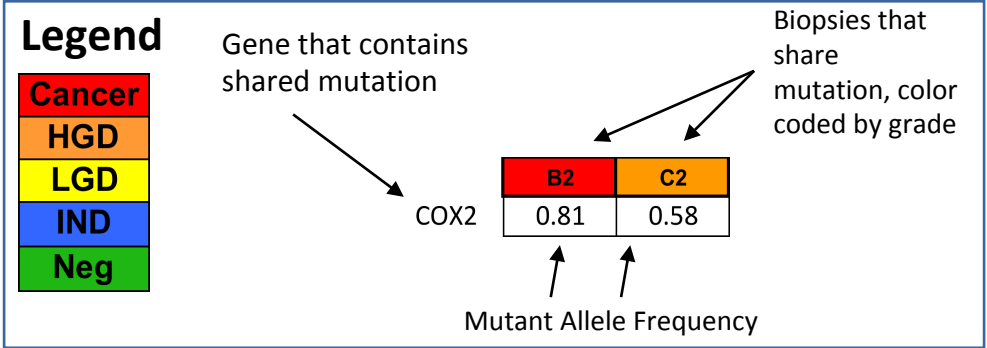 Legend
Cancer
HGD
LGD
IND
Neg
Gene that contains
shared mutation
Biopsies that
share
mutation, color
coded by grade
B2 C2
COX2 0.81 0.58
Mutant Allele Frequency